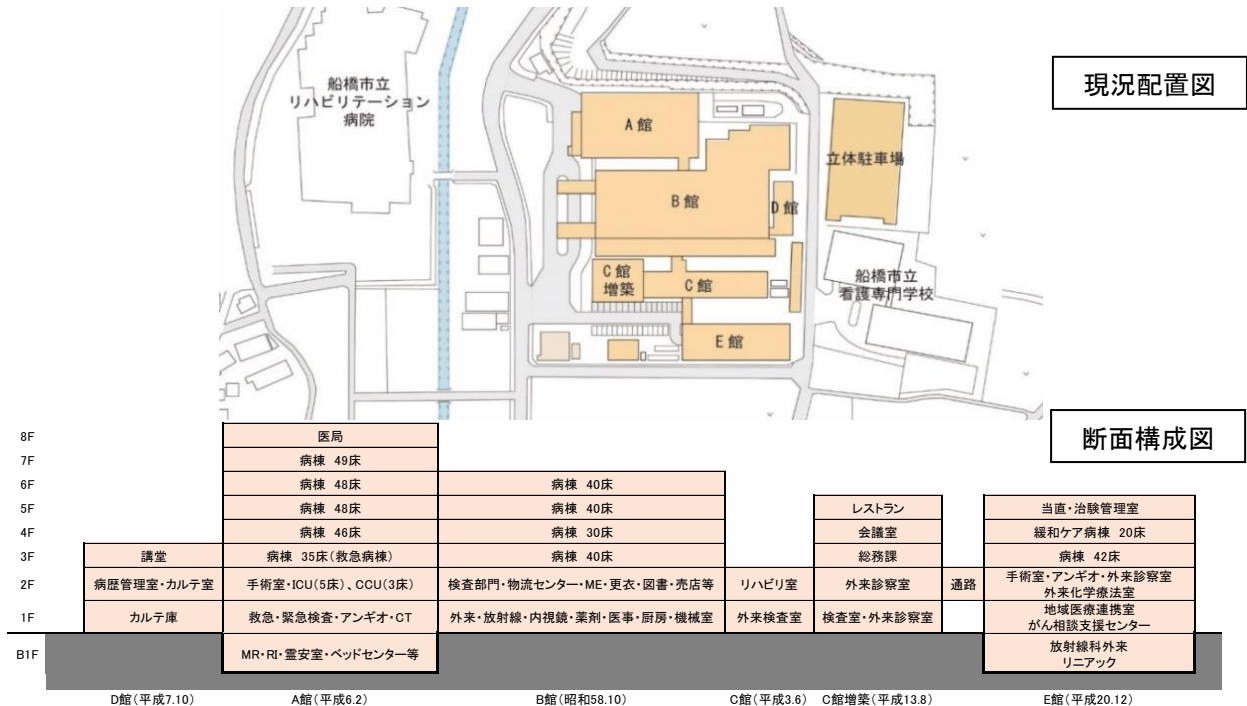 現況配置図
船橋市立
リハビリテーション
病院
A館
立体駐車場
B館
D館
C館
増築
C館
船橋市立
看護専門学校
E館
断面構成図
8F
医局
7F
病棟 49床
6F
病棟 48床
病棟 40床
5F
病棟 48床
病棟 40床
レストラン
当直・治験管理室
4F
病棟 46床
病棟 30床
会議室
緩和ケア病棟 20床
3F
講堂
病棟 35床(救急病棟)
病棟 40床
総務課
病棟 42床
2F
病歴管理室・カルテ室
手術室・ICU(5床)、CCU(3床)
検査部門・物流センター・ME・更衣・図書・売店等
リハビリ室
外来診察室
通路
手術室・アンギオ・外来診察室
外来化学療法室
1F
カルテ庫
救急・緊急検査・アンギオ・CT
外来・放射線・内視鏡・薬剤・医事・厨房・機械室
外来検査室
検査室・外来診察室
地域医療連携室
がん相談支援センター
B1F
MR・RI・霊安室・ベッドセンター等
放射線科外来
リニアック
D館(平成7.10)
A館(平成6.2)
B館(昭和58.10)
C館(平成3.6)
C館増築(平成13.8)
E館(平成20.12)